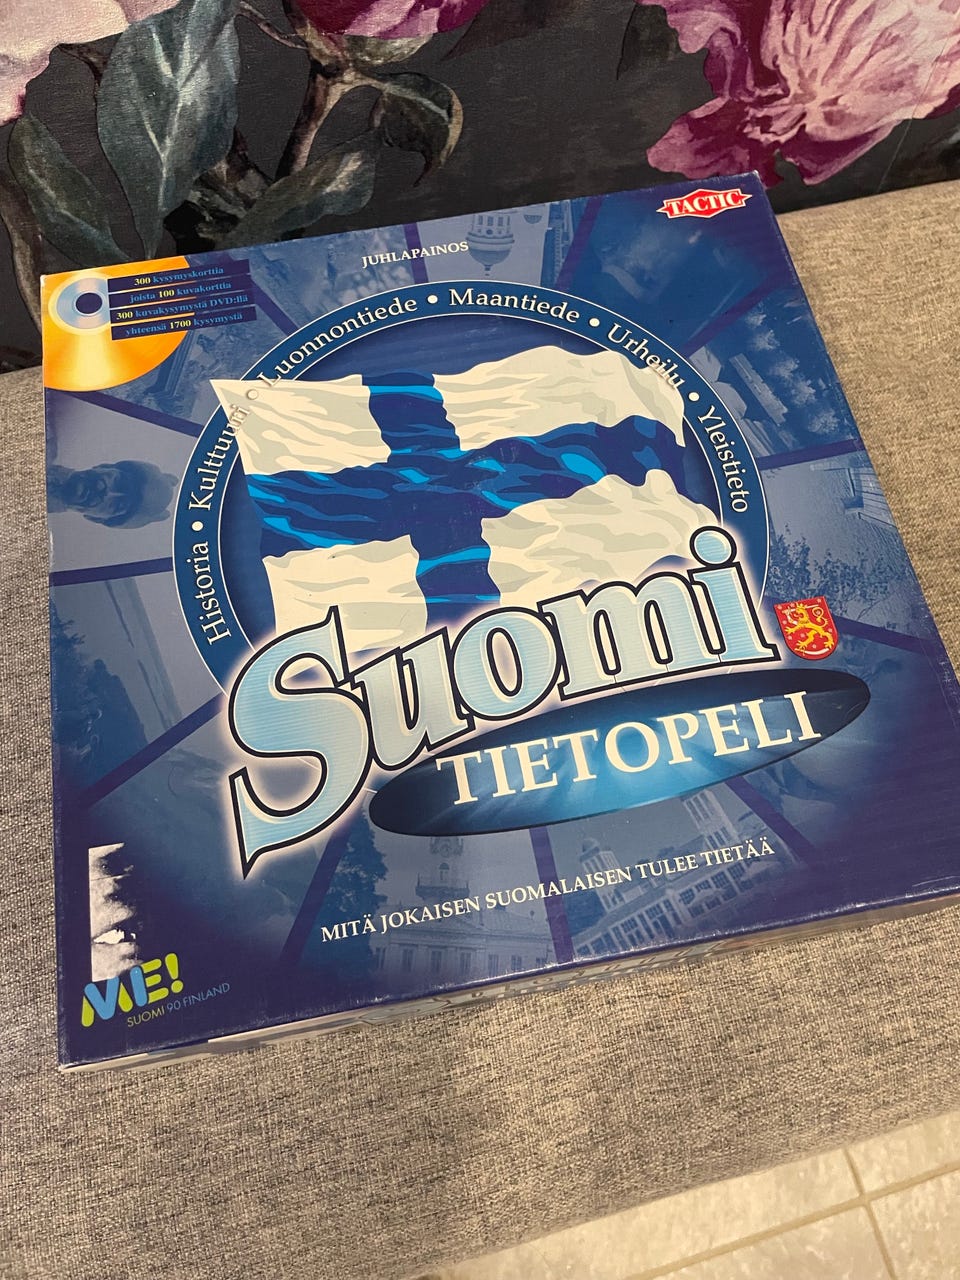 TACTIC
JUHLAPAINOS
300 kysymyskorttia
joista 100 kuvakorttia
300 kuvakysymystä DVD:llä
yhteensä 1700 kysymystä
Historia • Kulttuuri • Luonnontiede • Maantiede • Urheilu • Yleistieto
Suomi
TIETOPELI
MITÄ JOKAISEN SUOMALAISEN TULEE TIETÄÄ
ME!
SUOMI 90 FINLAND